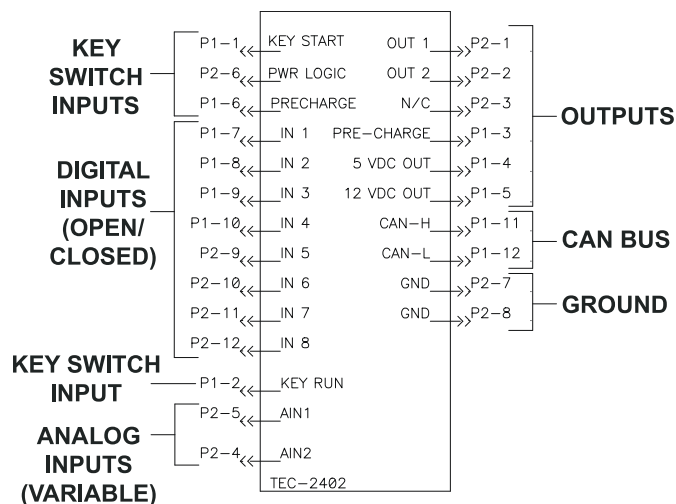 KEY
SWITCH
INPUTS
P1-1 KEY START OUT 1 P2-1
P2-6 PWR LOGIC OUT 2 P2-2
P1-6 PRECHARGE N/C P2-3
OUTPUTS
DIGITAL
INPUTS
(OPEN/
CLOSED)
P1-7 IN 1 PRE-CHARGE P1-3
P1-8 IN 2 5 VDC OUT P1-4
P1-9 IN 3 12 VDC OUT P1-5
P1-10 IN 4 CAN-H P1-11
P2-9 IN 5 CAN-L P1-12
CAN BUS
P2-10 IN 6 GND P2-7
P2-11 IN 7 GND P2-8
GROUND
P2-12 IN 8
KEY SWITCH
INPUT
P1-2 KEY RUN
ANALOG
INPUTS
(VARIABLE)
P2-5 AIN1
P2-4 AIN2
TEC-2402